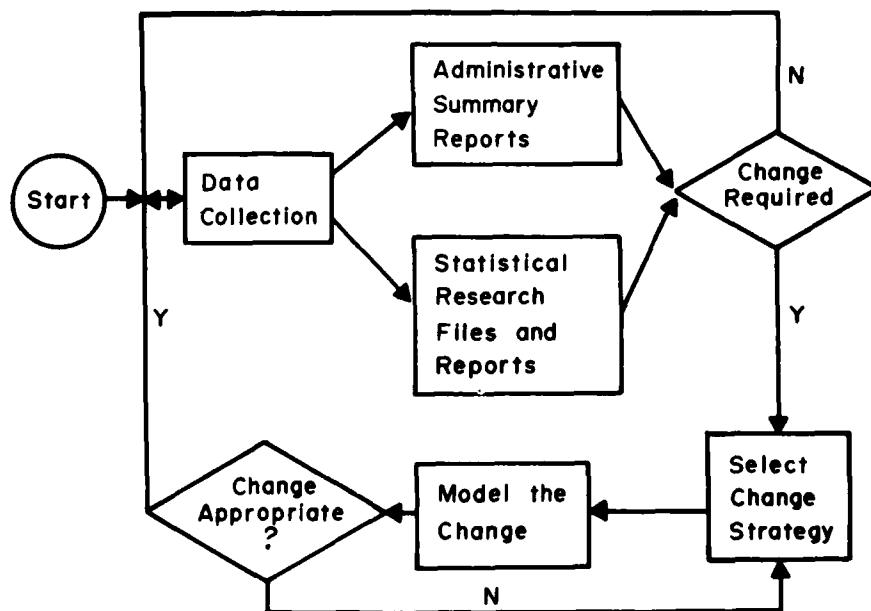 N
Administrative
Summary
Reports
Start
Data
Collection
Change
Required
Statistical
Research
Files and
Reports
Y
Y
Change
Appropriate
?
Model the
Change
Select
Change
Strategy
N